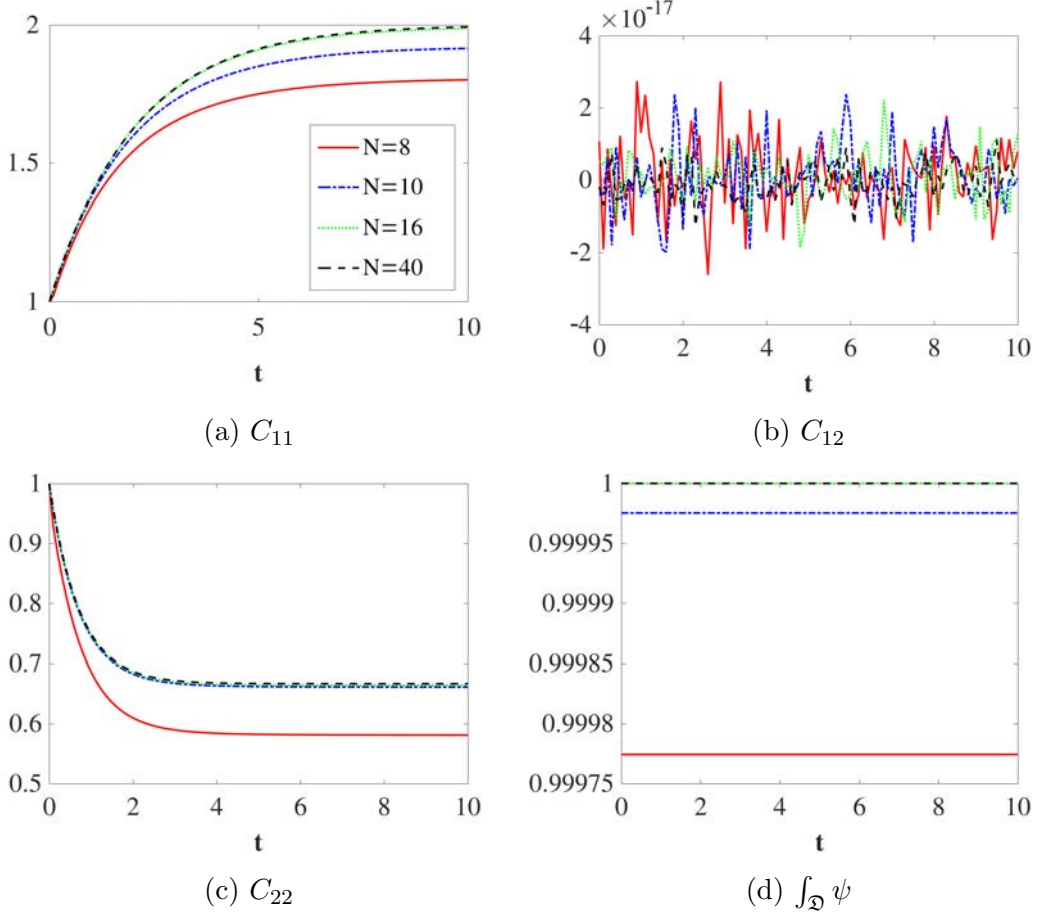 2
1.5
1
0
5
10
t
N=8
N=10
N=16
N=40
(a) C₁₁
×10⁻¹⁷
4
2
0
-2
-4
0 2 4 6 8 10
t
(b) C₁₂
1
0.9
0.8
0.7
0.6
0.5
0 2 4 6 8 10
t
(c) C₂₂
1
0.99995
0.9999
0.99985
0.9998
0.99975
0 2 4 6 8 10
t
(d) ∫_𝔇 ψ